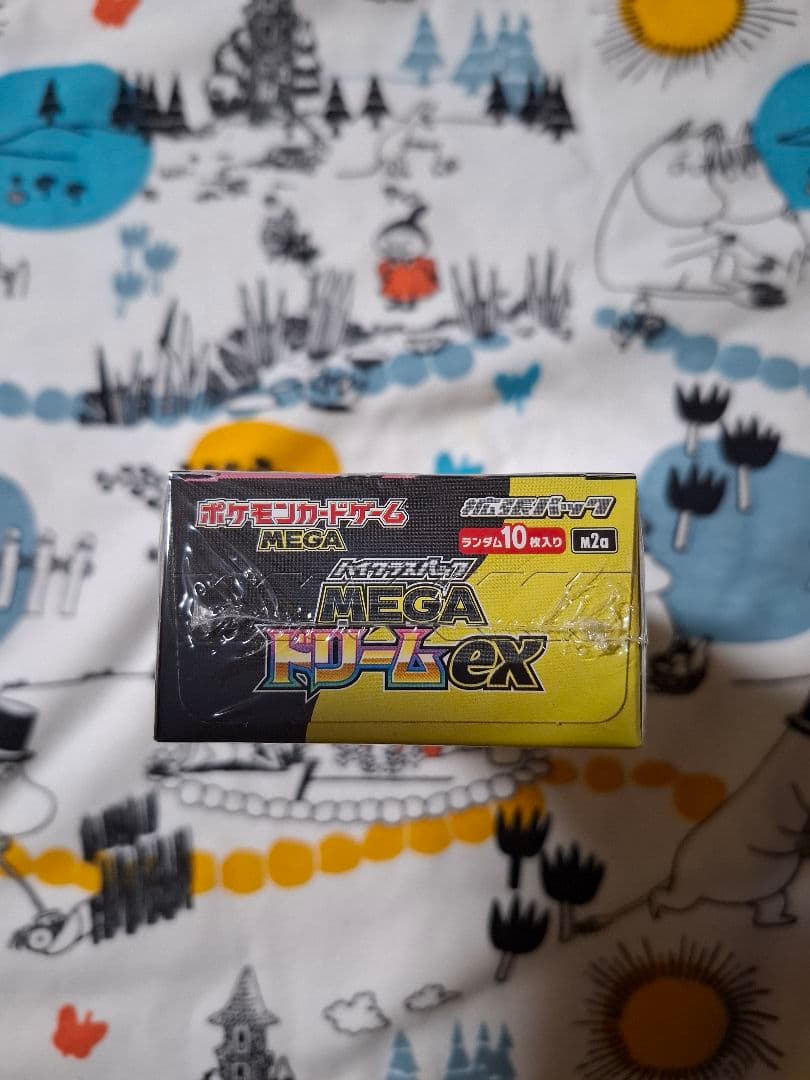 ポケモンカードゲーム
MEGA
拡張パック
ランダム10枚入り
M2a
ハイクラスパック
MEGA
ドリームex